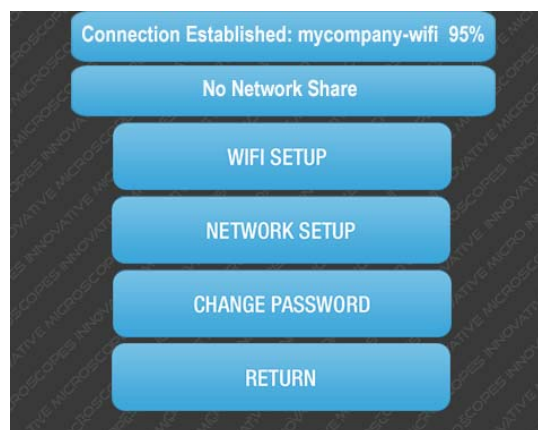 Connection Established: mycompany-wifi 95%
No Network Share
WIFI SETUP
NETWORK SETUP
CHANGE PASSWORD
RETURN